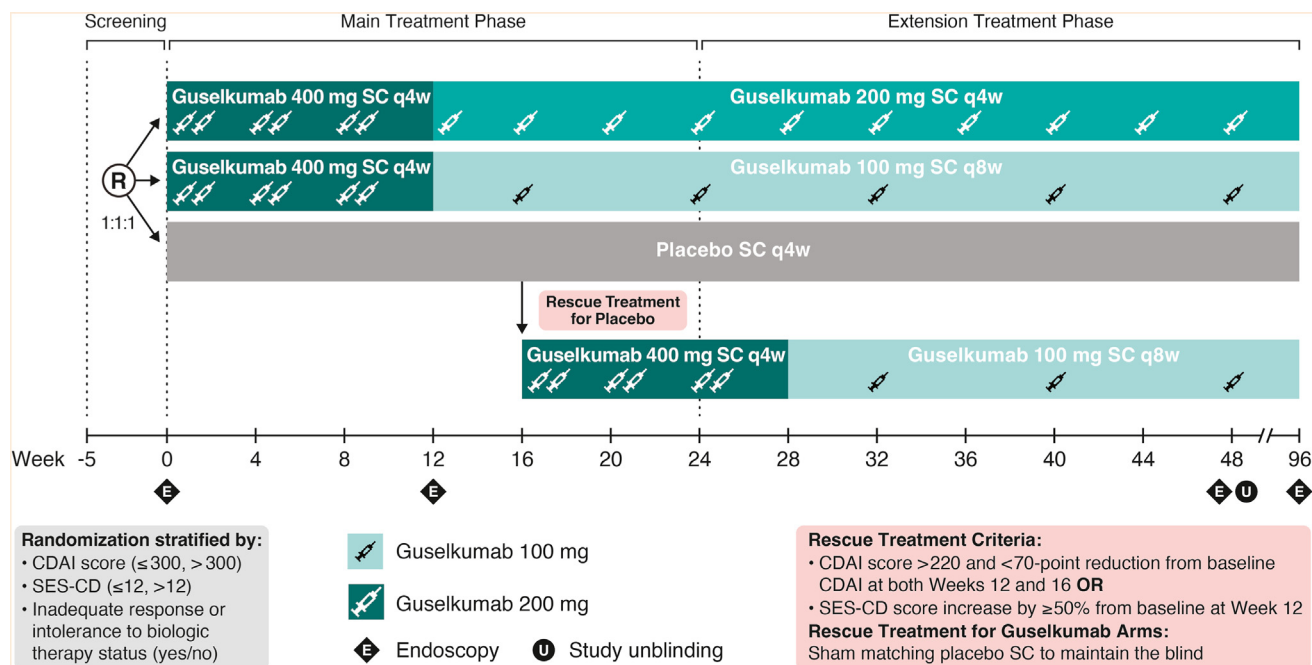 Screening
Main Treatment Phase
Extension Treatment Phase
Guselkumab 400 mg SC q4w
Guselkumab 200 mg SC q4w
Guselkumab 400 mg SC q4w
Guselkumab 100 mg SC q8w
R
1:1:1
Placebo SC q4w
Rescue Treatment
for Placebo
Guselkumab 400 mg SC q4w
Guselkumab 100 mg SC q8w
Week -5 0 4 8 12 16 20 24 28 32 36 40 44 48 96
E E E U E
Randomization stratified by:
• CDAI score (≤300, >300)
• SES-CD (≤12, >12)
• Inadequate response or
intolerance to biologic
therapy status (yes/no)
Guselkumab 100 mg
Guselkumab 200 mg
E Endoscopy U Study unblinding
Rescue Treatment Criteria:
• CDAI score >220 and <70-point reduction from baseline
CDAI at both Weeks 12 and 16 OR
• SES-CD score increase by ≥50% from baseline at Week 12
Rescue Treatment for Guselkumab Arms:
Sham matching placebo SC to maintain the blind